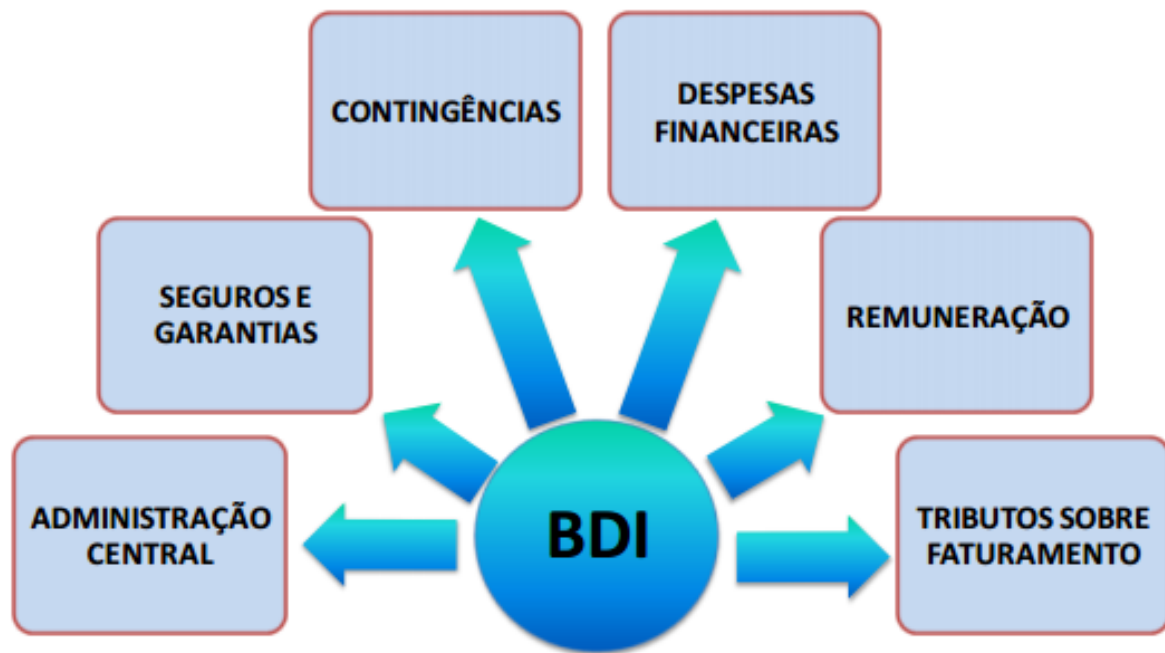 CONTINGÊNCIAS
DESPESAS
FINANCEIRAS
SEGUROS E
GARANTIAS
REMUNERAÇÃO
ADMINISTRAÇÃO
CENTRAL
BDI
TRIBUTOS SOBRE
FATURAMENTO